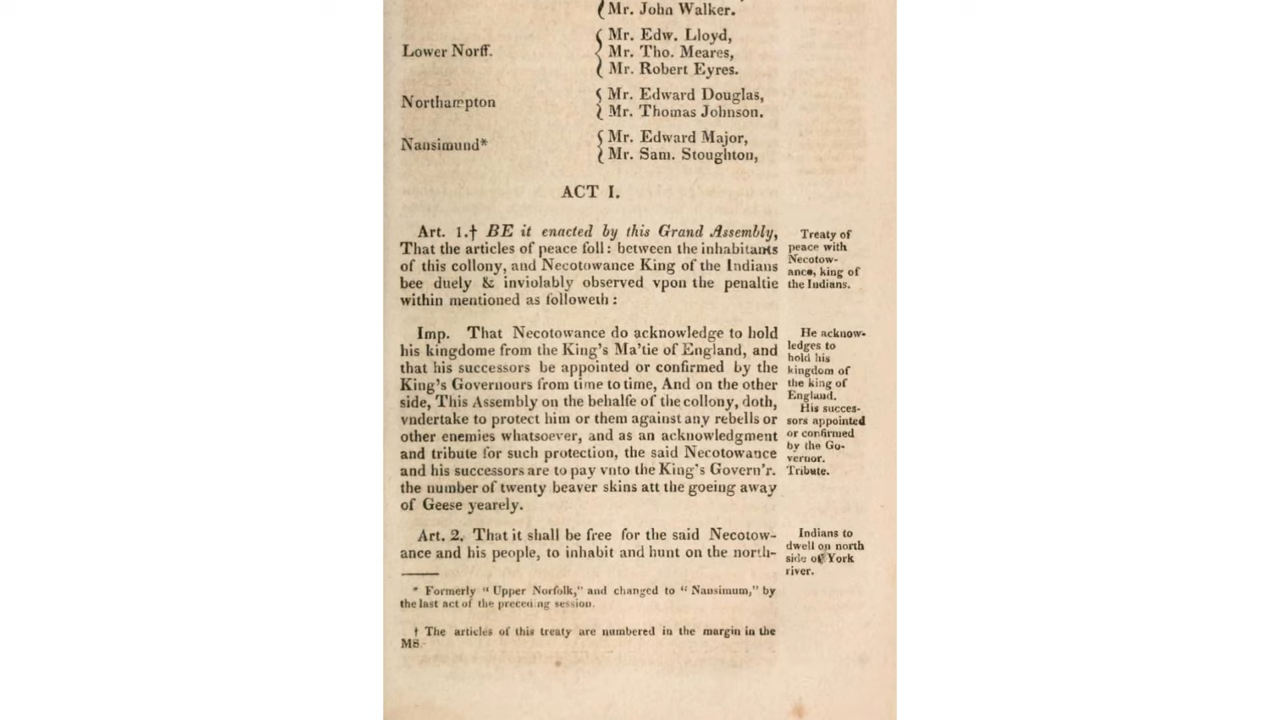 Mr. John Walker.
Lower Norff.
Mr. Edw. Lloyd,
Mr. Tho. Meares,
Mr. Robert Eyres.
Northampton
Mr. Edward Douglas,
Mr. Thomas Johnson.
Nansimund*
Mr. Edward Major,
Mr. Sam. Stoughton,
ACT I.
Art. 1.† BE it enacted by this Grand Assembly,
That the articles of peace foll: between the inhabitants
of this collony, and Necotowance King of the Indians
bee duely & inviolably observed vpon the penaltie
within mentioned as followeth :
Treaty of
peace with
Necotow-
ance, king of
the Indians.
Imp. That Necotowance do acknowledge to hold
his kingdome from the King's Ma'tie of England, and
that his successors be appointed or confirmed by the
King's Governours from time to time, And on the other
side, This Assembly on the behalfe of the collony, doth,
vndertake to protect him or them against any rebells or
other enemies whatsoever, and as an acknowledgment
and tribute for such protection, the said Necotowance
and his successors are to pay vnto the King's Govern'r.
the number of twenty beaver skins att the goeing away
of Geese yearely.
He acknow-
ledges to
hold his
kingdom of
the king of
England.
His succes-
sors appointed
or confirmed
by the Go-
vernor.
Tribute.
Art. 2. That it shall be free for the said Necotow-
ance and his people, to inhabit and hunt on the north-
Indians to
dwell on north
side of York
river.
* Formerly "Upper Norfolk," and changed to "Nansimum," by
the last act of the preceding session.
† The articles of this treaty are numbered in the margin in the
MS.